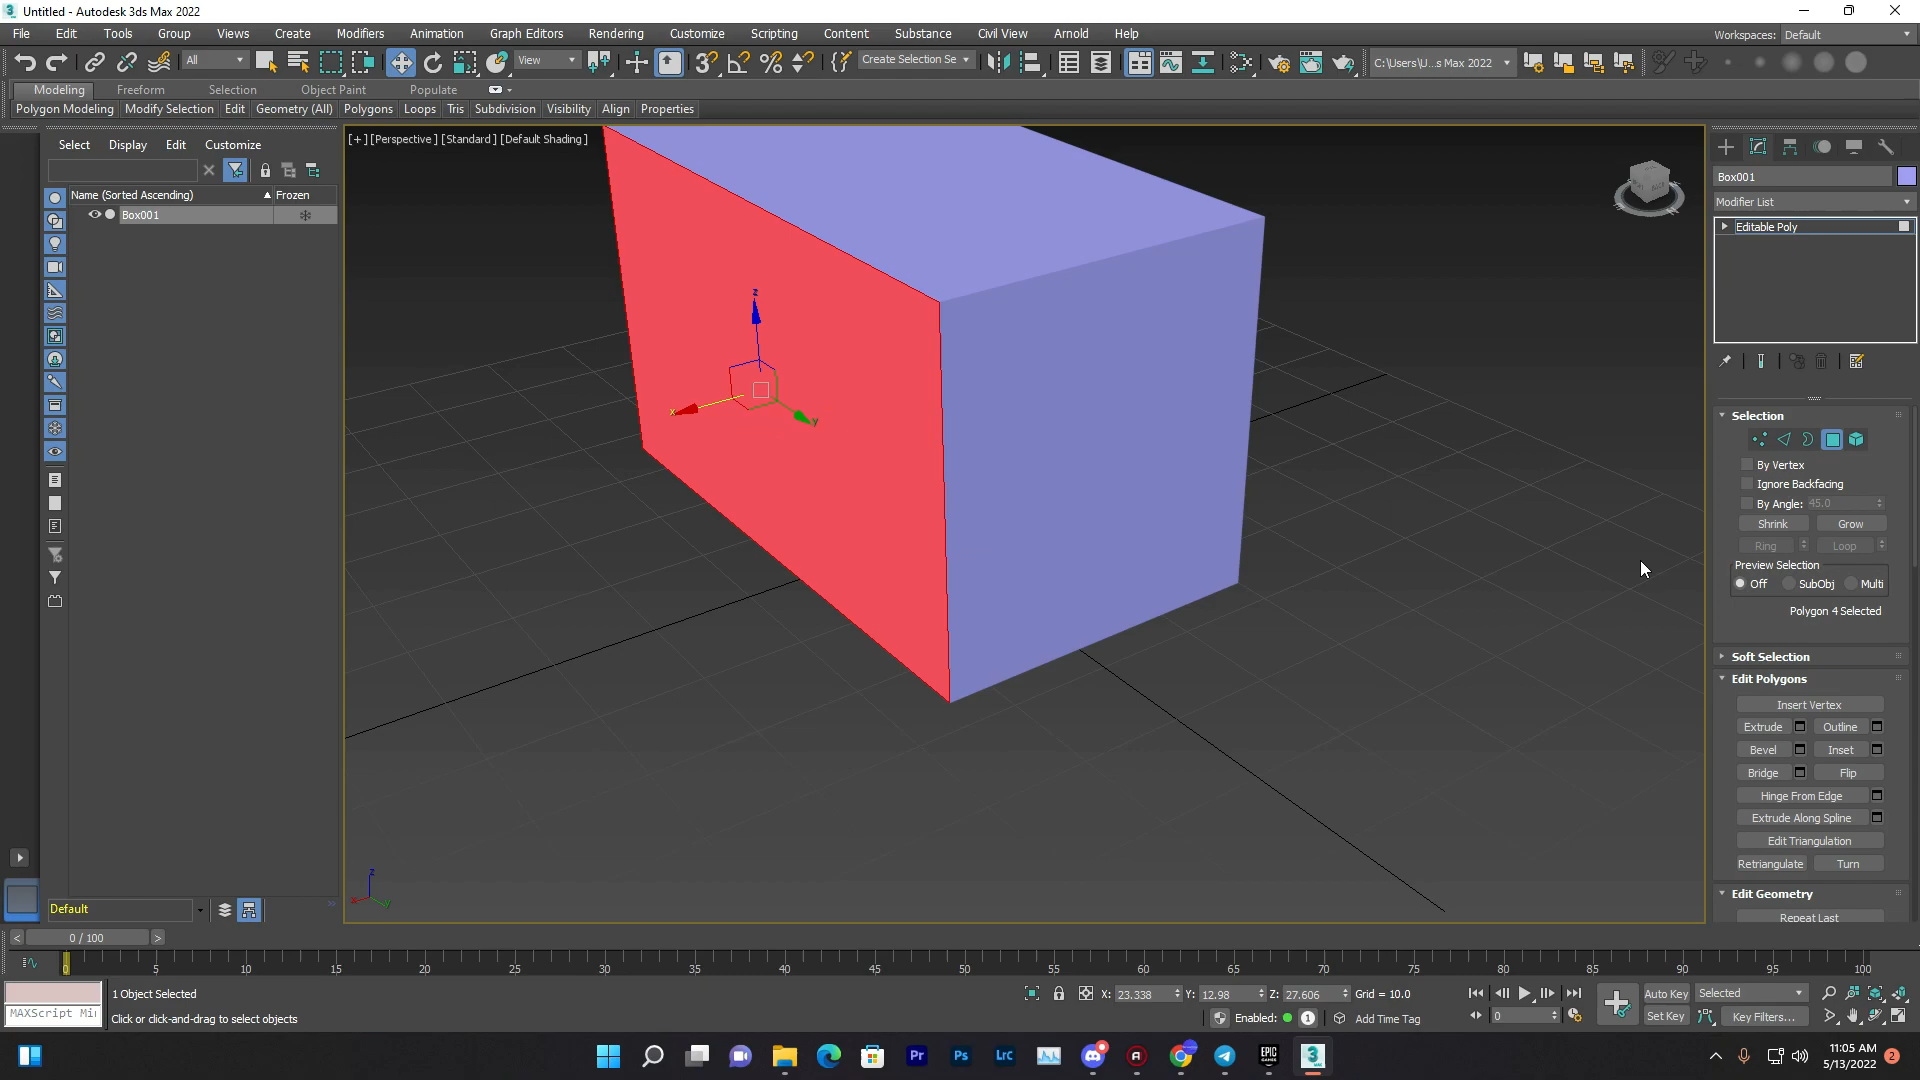 Untitled - Autodesk 3ds Max 2022
File Edit Tools Group Views Create Modifiers Animation Graph Editors Rendering Customize Scripting Content Substance Civil View Arnold Help
Workspaces: Default
All View Create Selection Se C:\Users\U...s Max 2022
Modeling Freeform Selection Object Paint Populate
Polygon Modeling Modify Selection Edit Geometry (All) Polygons Loops Tris Subdivision Visibility Align Properties
Select Display Edit Customize
[+] [Perspective] [Standard] [Default Shading]
Name (Sorted Ascending) Frozen
Box001
z
x
y
z
x
y
Box001
Modifier List
Editable Poly
Selection
By Vertex
Ignore Backfacing
By Angle: 45.0
Shrink Grow
Ring Loop
Preview Selection
Off SubObj Multi
Polygon 4 Selected
Soft Selection
Edit Polygons
Insert Vertex
Extrude Outline
Bevel Inset
Bridge Flip
Hinge From Edge
Extrude Along Spline
Edit Triangulation
Retriangulate Turn
Edit Geometry
Repeat Last
Default
0 / 100
0 5 10 15 20 25 30 35 40 45 50 55 60 65 70 75 80 85 90 95 100
1 Object Selected
X: 23.338 Y: 12.98 Z: 27.606 Grid = 10.0
Auto Key Selected
MAXScript Mi
Click or click-and-drag to select objects
Enabled: 1 Add Time Tag
0
Set Key Key Filters...
Pr Ps Lrc EPIC GAMES 3
11:05 AM
5/13/2022
2